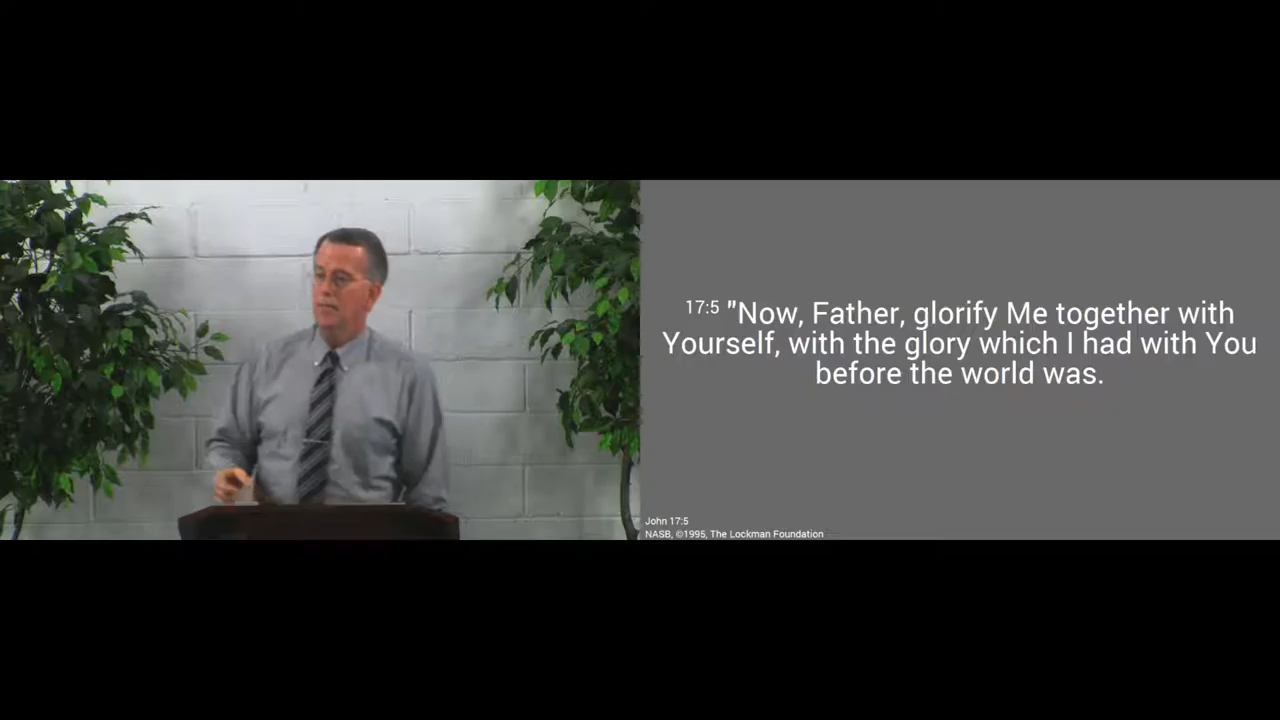 17:5 "Now, Father, glorify Me together with
Yourself, with the glory which I had with You
before the world was.
John 17:5
NASB, ©1995, The Lockman Foundation